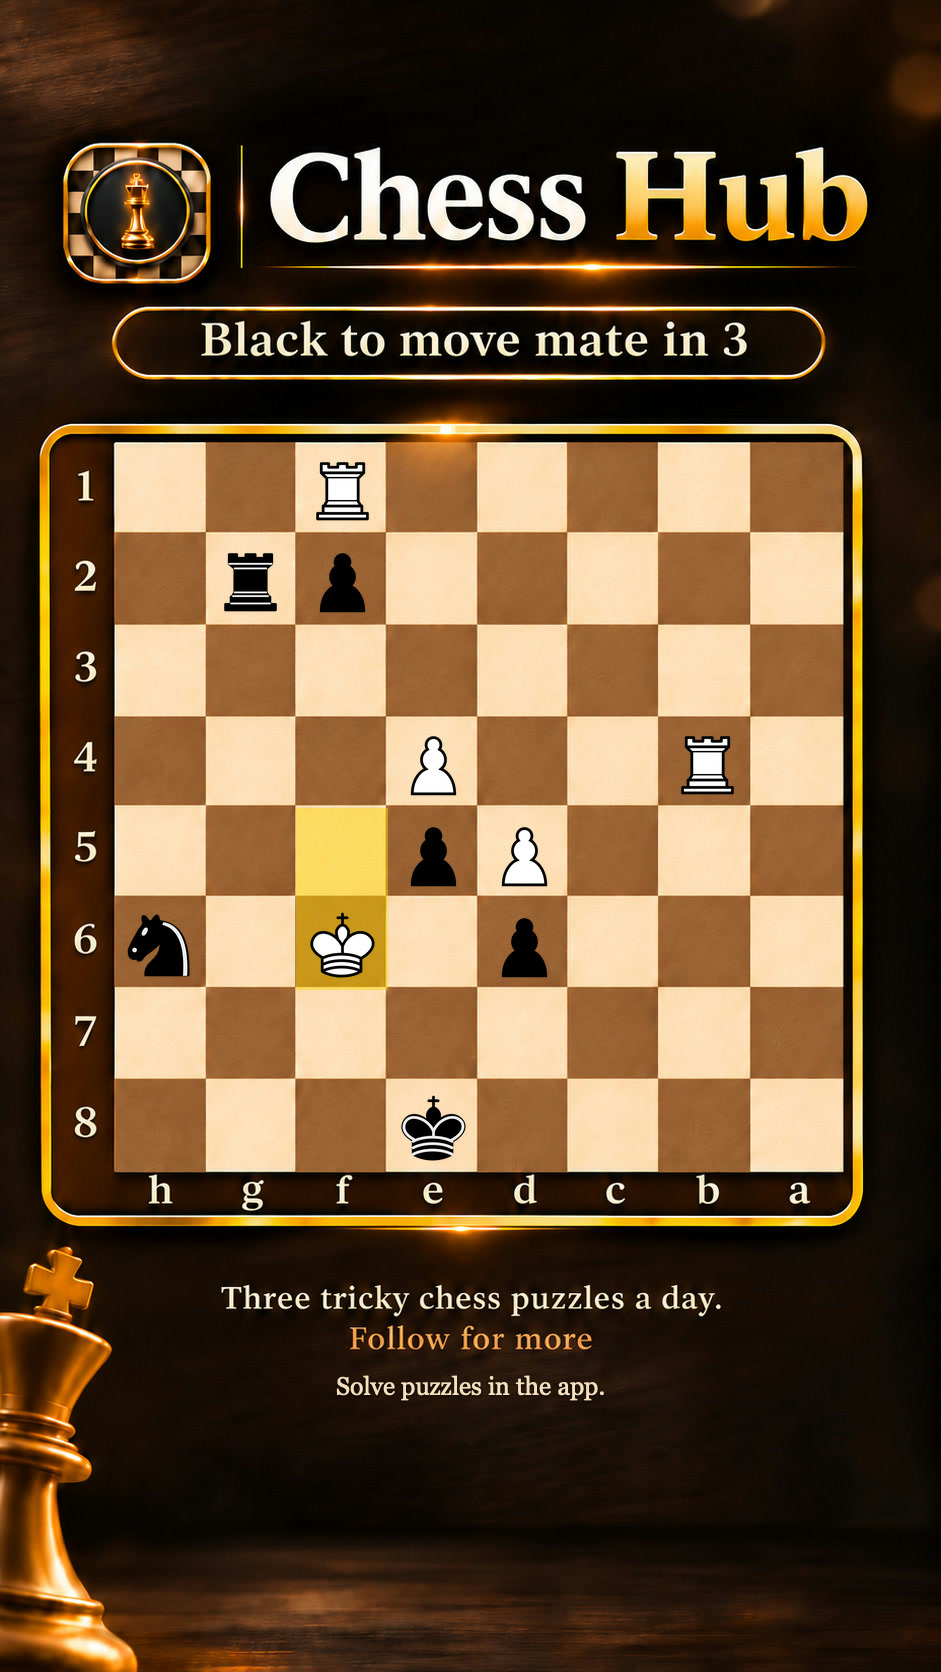 Chess Hub
Black to move mate in 3
1
2
3
4
5
6
7
8
h g f e d c b a
Three tricky chess puzzles a day.
Follow for more
Solve puzzles in the app.